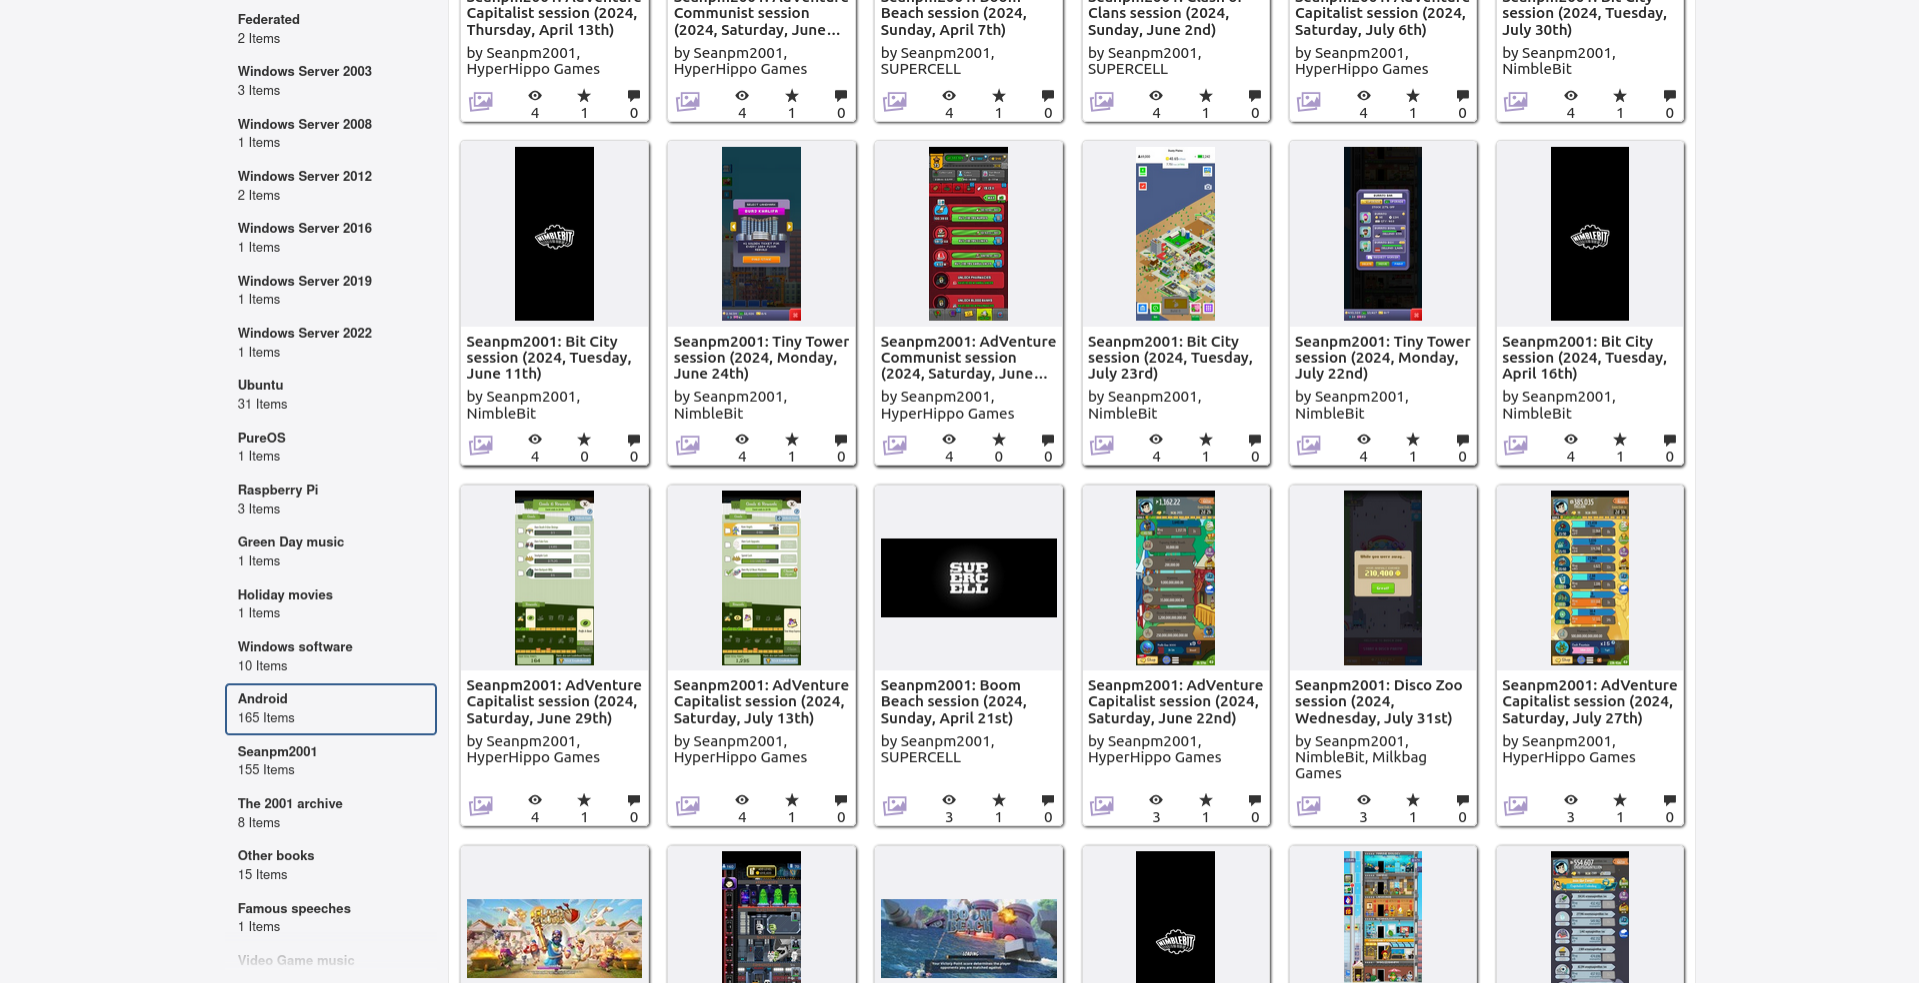 Federated
2 Items
Windows Server 2003
3 Items
Windows Server 2008
1 Items
Windows Server 2012
2 Items
Windows Server 2016
1 Items
Windows Server 2019
1 Items
Windows Server 2022
1 Items
Ubuntu
31 Items
PureOS
1 Items
Raspberry Pi
3 Items
Green Day music
1 Items
Holiday movies
1 Items
Windows software
10 Items
Android
165 Items
Seanpm2001
155 Items
The 2001 archive
8 Items
Other books
15 Items
Famous speeches
1 Items
Video Game music
Capitalist session (2024,
Thursday, April 13th)
by Seanpm2001,
HyperHippo Games
4 1 0
Communist session
(2024, Saturday, June...
by Seanpm2001,
HyperHippo Games
4 1 0
Beach session (2024,
Sunday, April 7th)
by Seanpm2001,
SUPERCELL
4 1 0
Clans session (2024,
Sunday, June 2nd)
by Seanpm2001,
SUPERCELL
4 1 0
Capitalist session (2024,
Saturday, July 6th)
by Seanpm2001,
HyperHippo Games
4 1 0
session (2024, Tuesday,
July 30th)
by Seanpm2001,
NimbleBit
4 1 0
NIMBLEBIT
Seanpm2001: Bit City
session (2024, Tuesday,
June 11th)
by Seanpm2001,
NimbleBit
4 0 0
Seanpm2001: Tiny Tower
session (2024, Monday,
June 24th)
by Seanpm2001,
NimbleBit
4 1 0
Seanpm2001: AdVenture
Communist session
(2024, Saturday, June...
by Seanpm2001,
HyperHippo Games
4 0 0
Seanpm2001: Bit City
session (2024, Tuesday,
July 23rd)
by Seanpm2001,
NimbleBit
4 1 0
Seanpm2001: Tiny Tower
session (2024, Monday,
July 22nd)
by Seanpm2001,
NimbleBit
4 1 0
NIMBLEBIT
Seanpm2001: Bit City
session (2024, Tuesday,
April 16th)
by Seanpm2001,
NimbleBit
4 1 0
Seanpm2001: AdVenture
Capitalist session (2024,
Saturday, June 29th)
by Seanpm2001,
HyperHippo Games
4 1 0
Seanpm2001: AdVenture
Capitalist session (2024,
Saturday, July 13th)
by Seanpm2001,
HyperHippo Games
4 1 0
SUP
ERC
ELL
Seanpm2001: Boom
Beach session (2024,
Sunday, April 21st)
by Seanpm2001,
SUPERCELL
3 1 0
Seanpm2001: AdVenture
Capitalist session (2024,
Saturday, June 22nd)
by Seanpm2001,
HyperHippo Games
3 1 0
While you were away...
210,400
Seanpm2001: Disco Zoo
session (2024,
Wednesday, July 31st)
by Seanpm2001,
NimbleBit, Milkbag
Games
3 1 0
Seanpm2001: AdVenture
Capitalist session (2024,
Saturday, July 27th)
by Seanpm2001,
HyperHippo Games
3 1 0
BOOM
BEACH
NIMBLEBIT